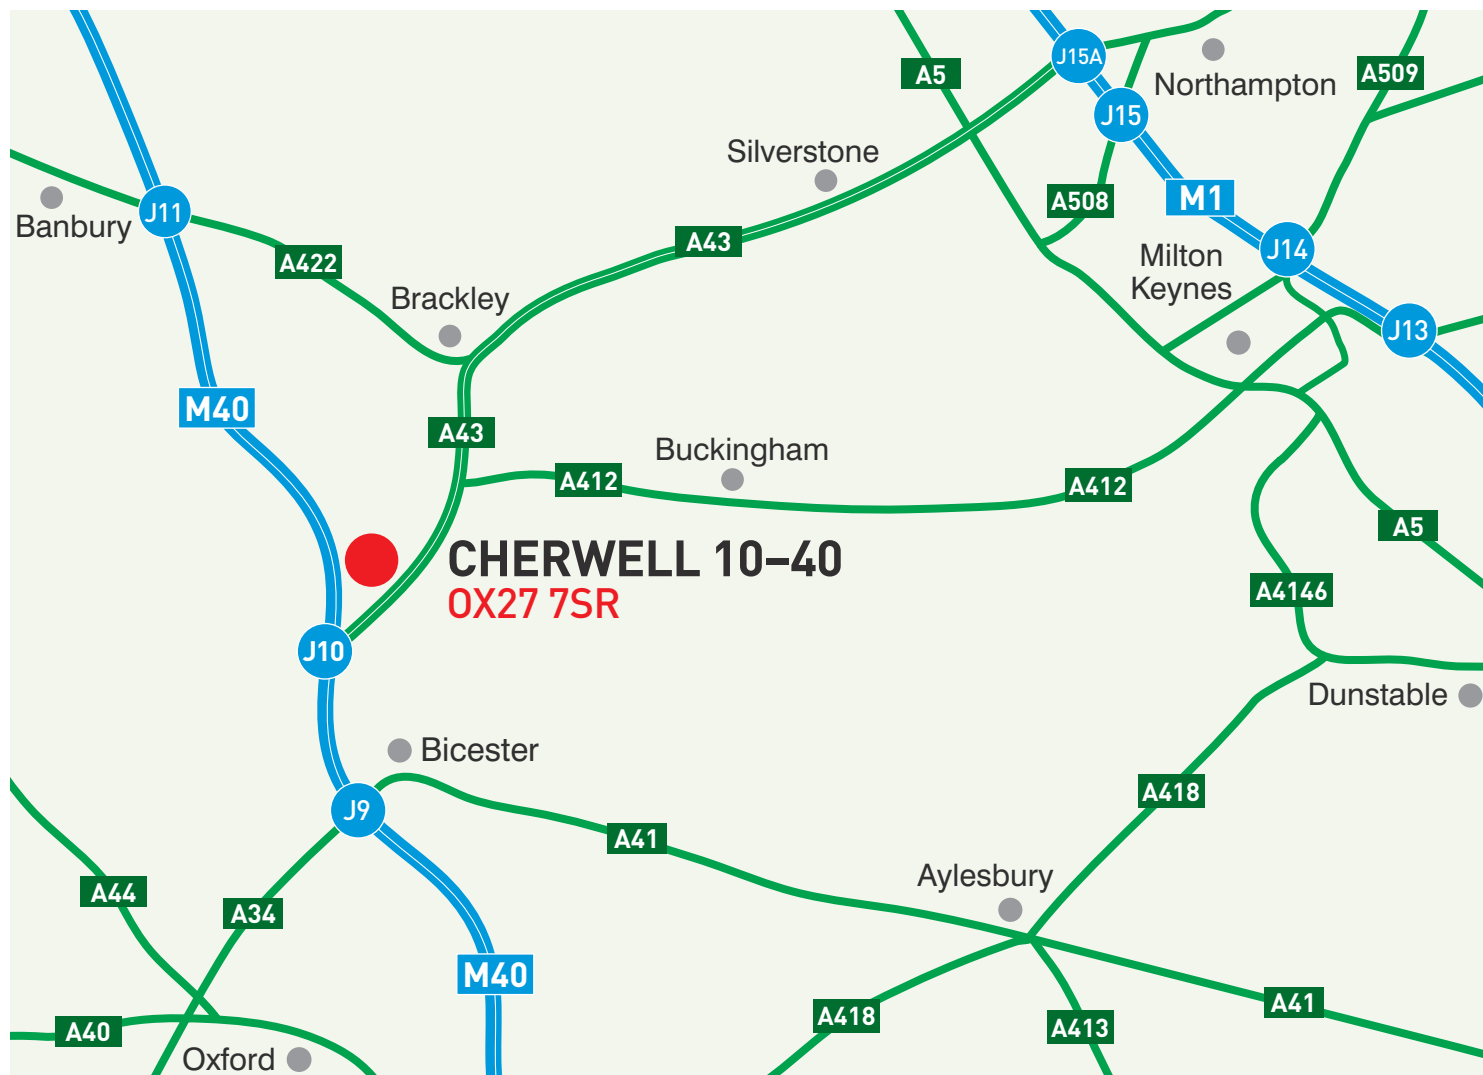 J15A
Northampton
A5
A509
J15
Silverstone
A508
M1
J11
Banbury
A43
J14
Milton
Keynes
A422
Brackley
J13
M40
A43
Buckingham
A412
A412
A5
CHERWELL 10–40
OX27 7SR
A4146
J10
Dunstable
Bicester
A418
J9
A41
Aylesbury
A44
A34
M40
A41
A418
A413
A40
Oxford